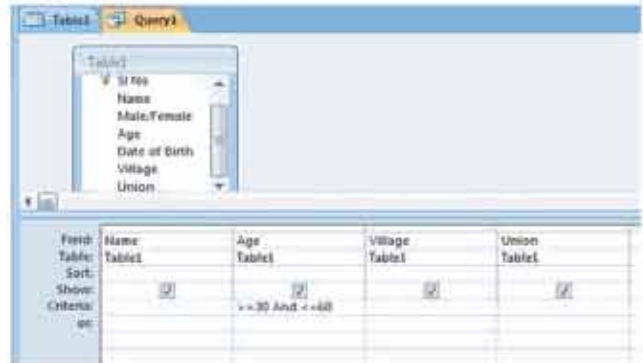 Table1 Query1
Table1
Sl No
Name
Male/Female
Age
Date of Birth
Village
Union
Field: Name Age Village Union
Table: Table1 Table1 Table1 Table1
Sort:
Show:
Criteria: >=30 And <=60
or: